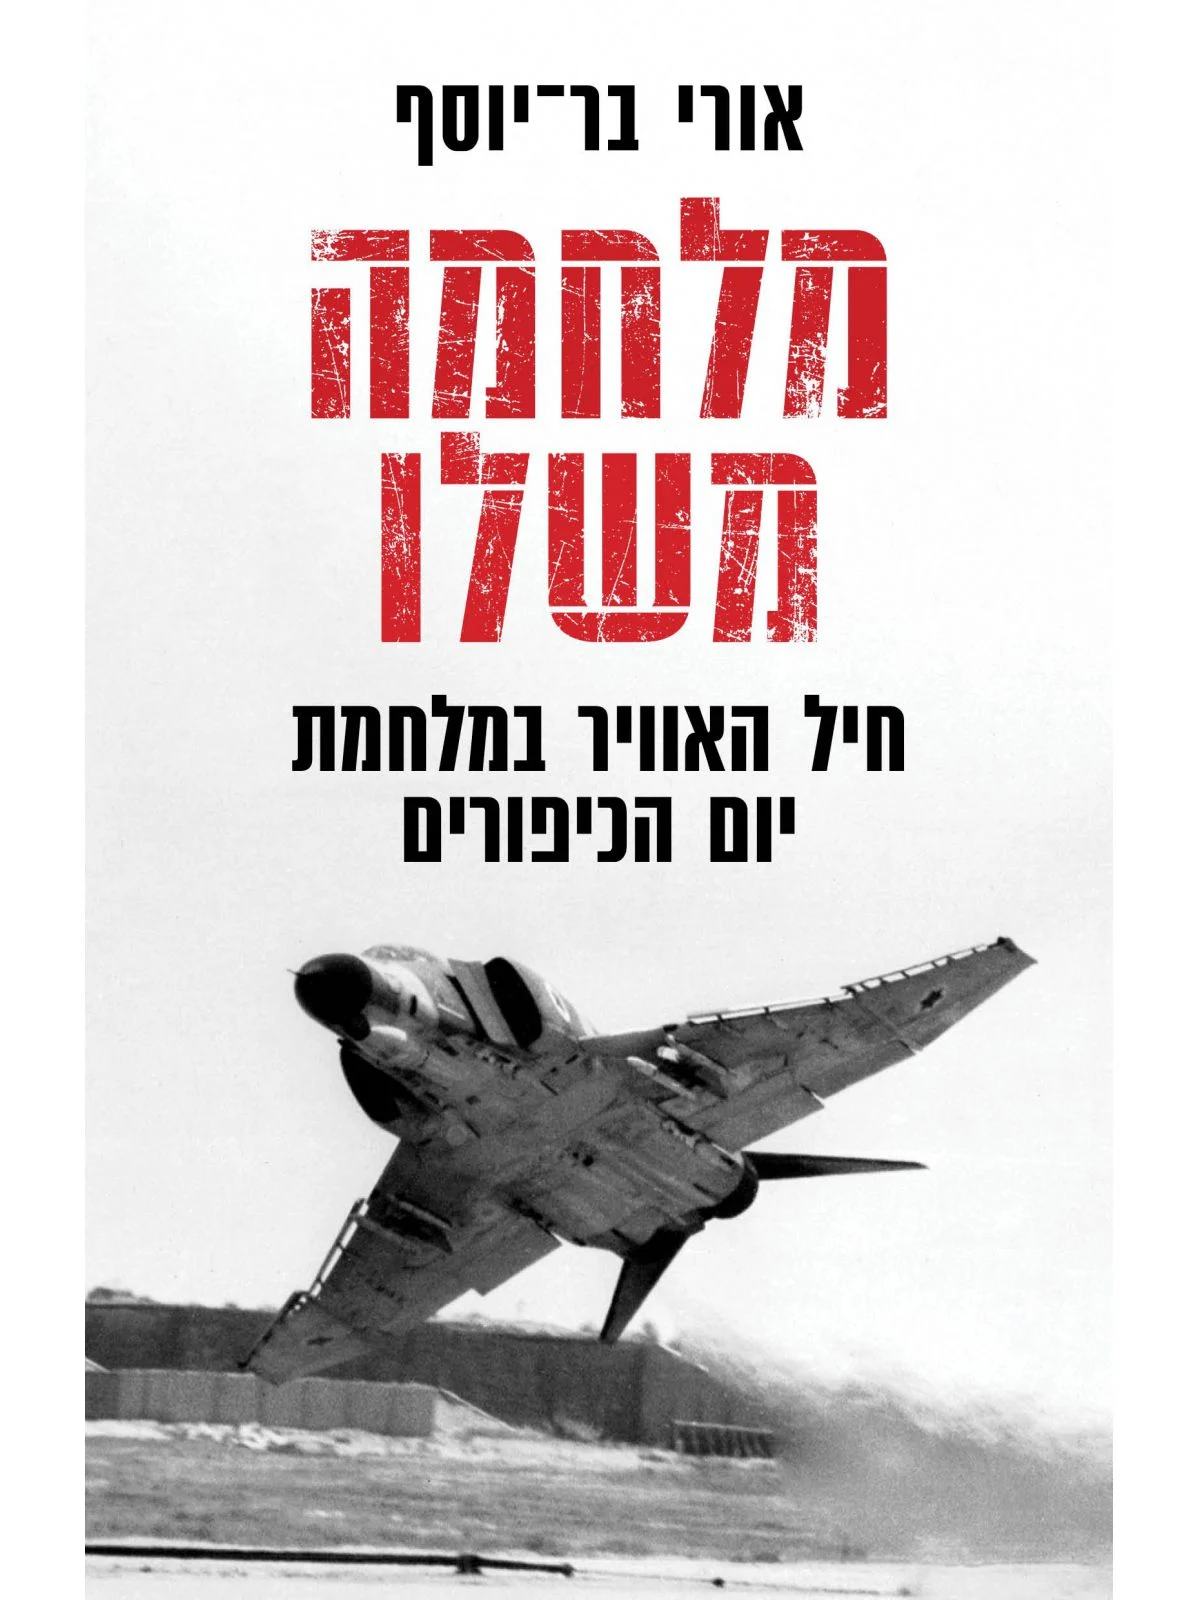 אורי בר־יוסף
מלחמה
משלו
חיל האוויר במלחמת
יום הכיפורים